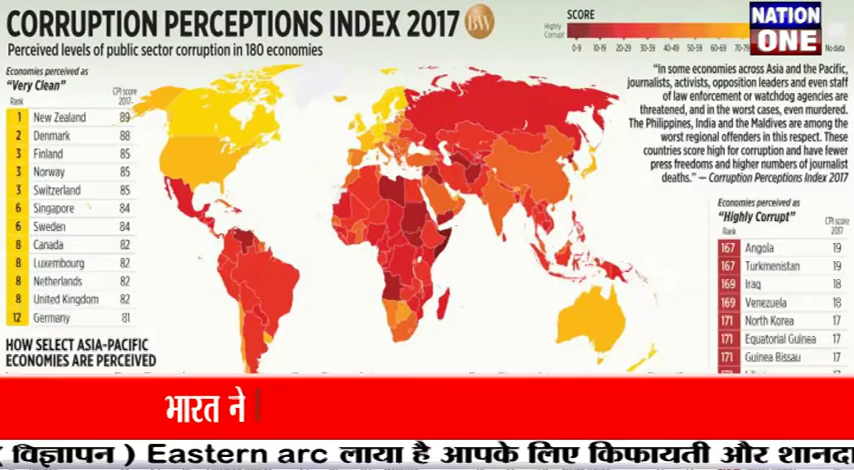 CORRUPTION PERCEPTIONS INDEX 2017
BW
Perceived levels of public sector corruption in 180 economies
SCORE
Highly
Corrupt
0-9 10-19 20-29 30-39 40-49 50-59 60-69 70-79
No data
NATION
ONE
Economies perceived as
"Very Clean"
Rank
CPI score
2017
1 New Zealand 89
2 Denmark 88
3 Finland 85
3 Norway 85
3 Switzerland 85
6 Singapore 84
6 Sweden 84
8 Canada 82
8 Luxembourg 82
8 Netherlands 82
8 United Kingdom 82
12 Germany 81
HOW SELECT ASIA-PACIFIC
ECONOMIES ARE PERCEIVED
"In some economies across Asia and the Pacific,
journalists, activists, opposition leaders and even staff
of law enforcement or watchdog agencies are
threatened, and in the worst cases, even murdered.
The Philippines, India and the Maldives are among the
worst regional offenders in this respect. These
countries score high for corruption and have fewer
press freedoms and higher numbers of journalist
deaths." — Corruption Perceptions Index 2017
Economies perceived as
"Highly Corrupt"
Rank
CPI score
2017
167 Angola 19
167 Turkmenistan 19
169 Iraq 18
169 Venezuela 18
171 North Korea 17
171 Equatorial Guinea 17
171 Guinea Bissau 17
भारत ने
( विज्ञापन ) Eastern arc लाया है आपके लिए किफायती और शानदा